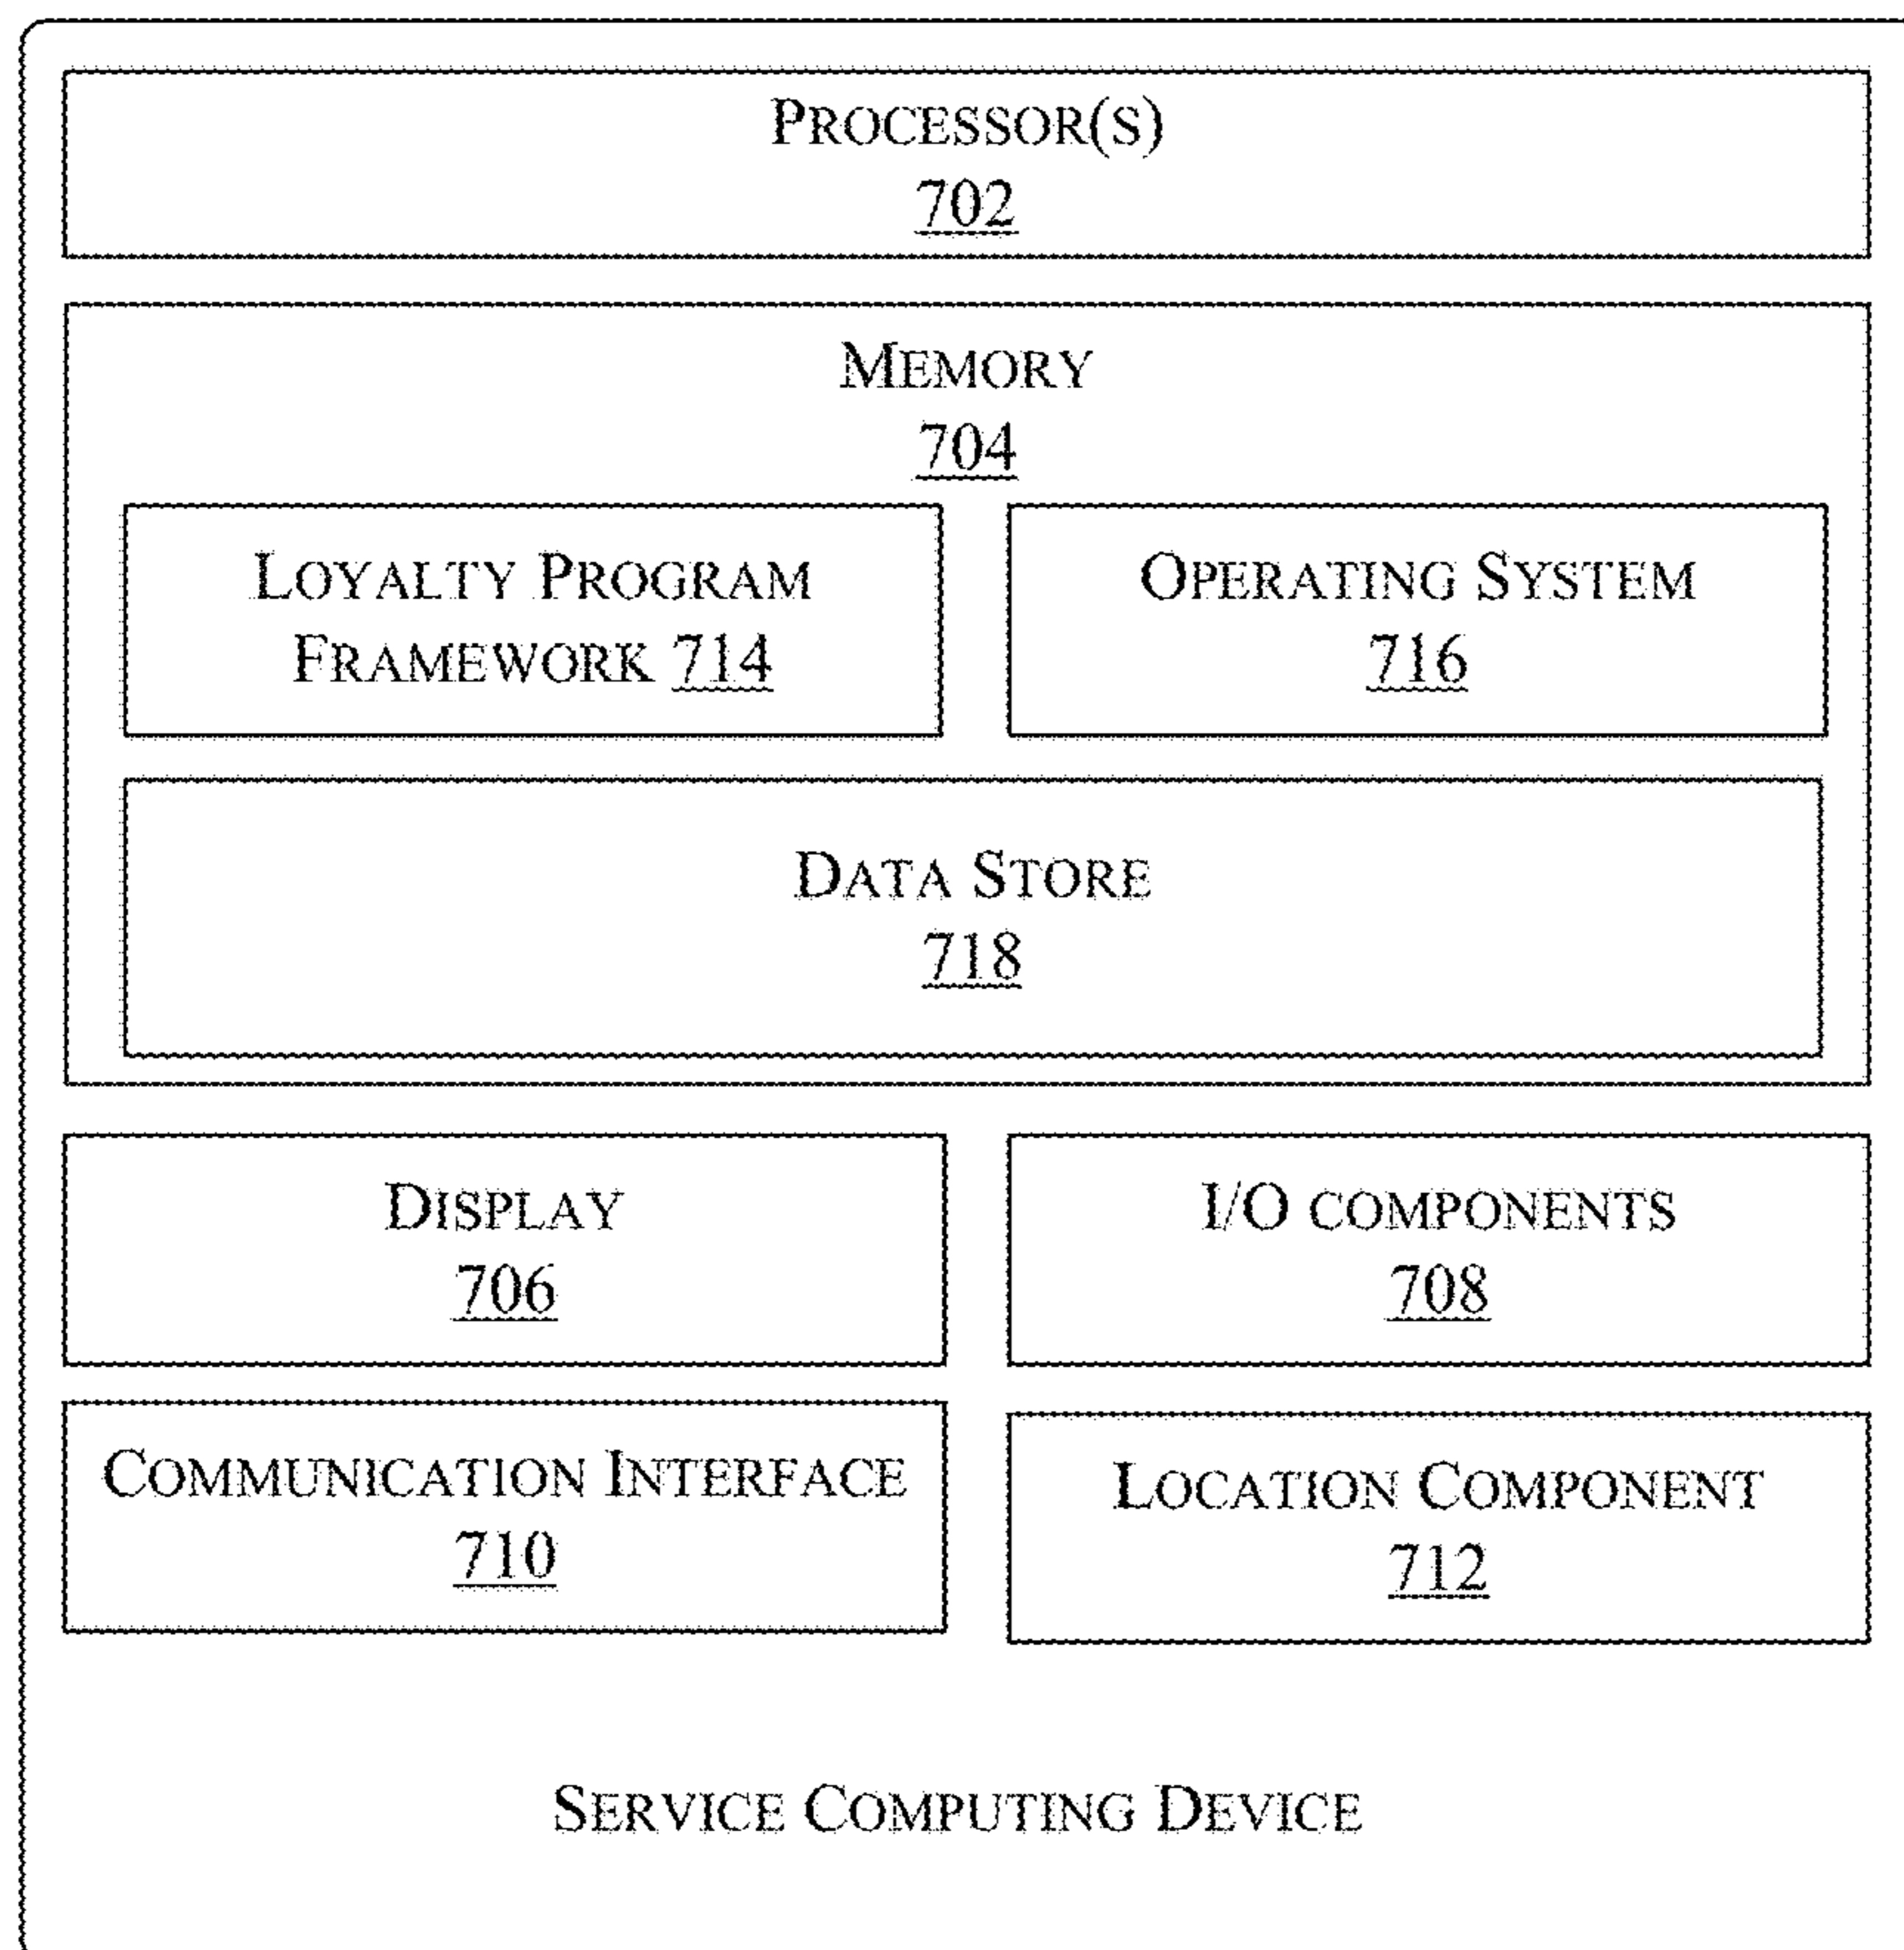 PROCESSOR(S)
702
MEMORY
704
LOYALTY PROGRAM
FRAMEWORK 714
OPERATING SYSTEM
716
DATA STORE
718
DISPLAY
706
I/O COMPONENTS
708
COMMUNICATION INTERFACE
710
LOCATION COMPONENT
712
SERVICE COMPUTING DEVICE